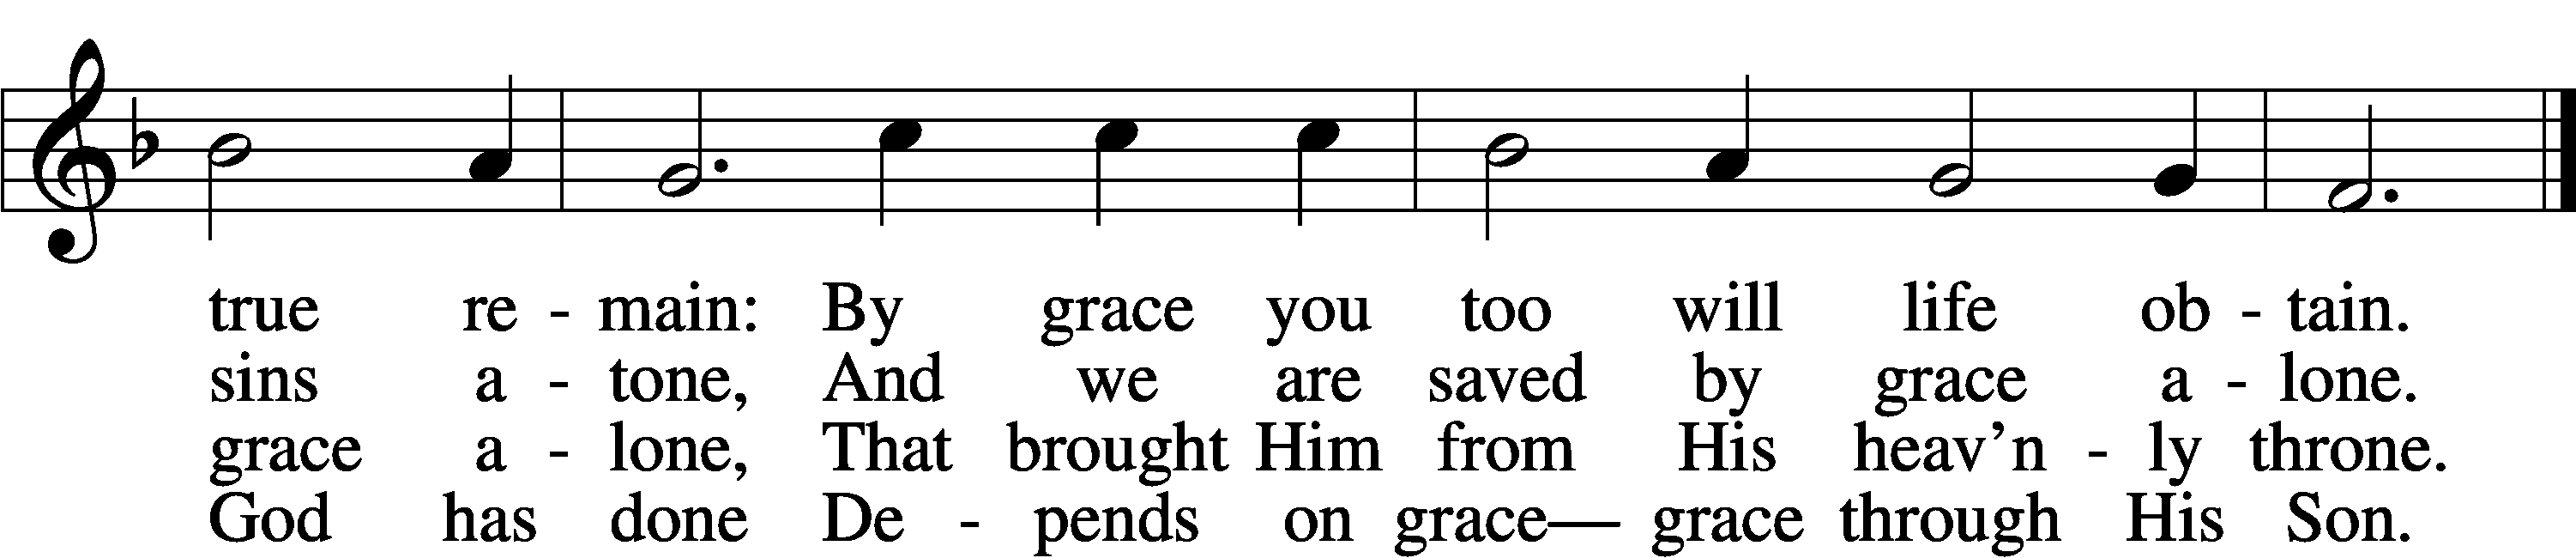 true re - main: By grace you too will life ob - tain.
sins a - tone, And we are saved by grace a - lone.
grace a - lone, That brought Him from His heav’n - ly throne.
God has done De - pends on grace— grace through His Son.